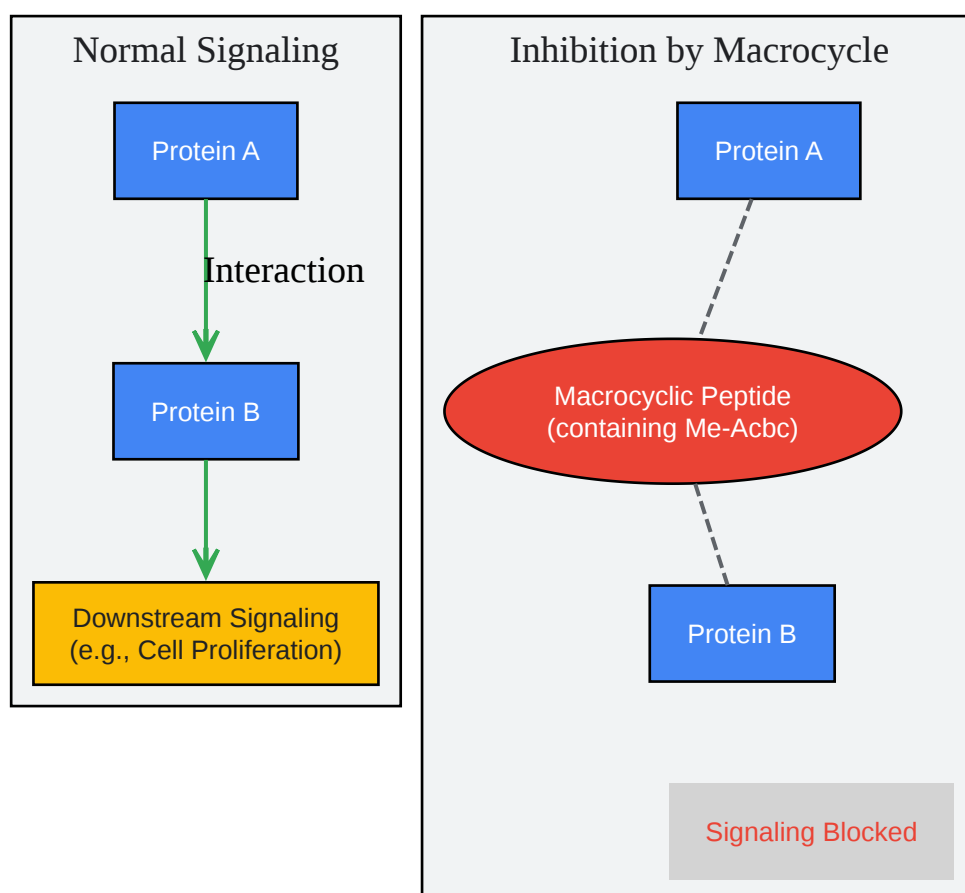 Normal Signaling
Protein A
Interaction
Protein B
Downstream Signaling
(e.g., Cell Proliferation)
Inhibition by Macrocycle
Protein A
Macrocyclic Peptide
(containing Me-Acbc)
Protein B
Signaling Blocked